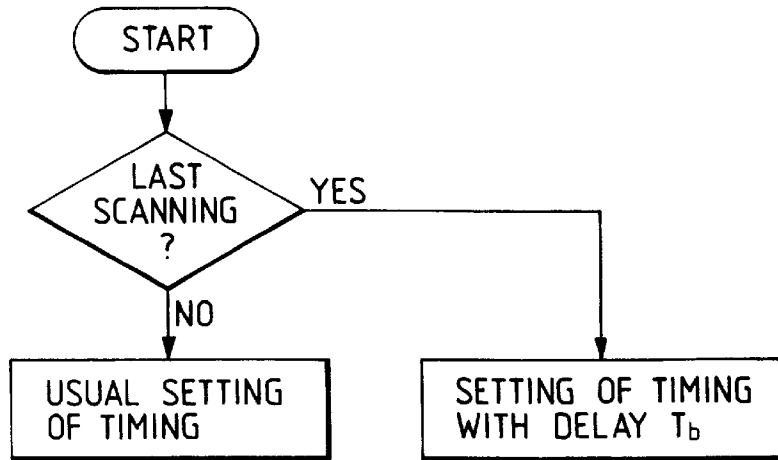 START
LAST
SCANNING
?
YES
NO
USUAL SETTING
OF TIMING
SETTING OF TIMING
WITH DELAY Tb